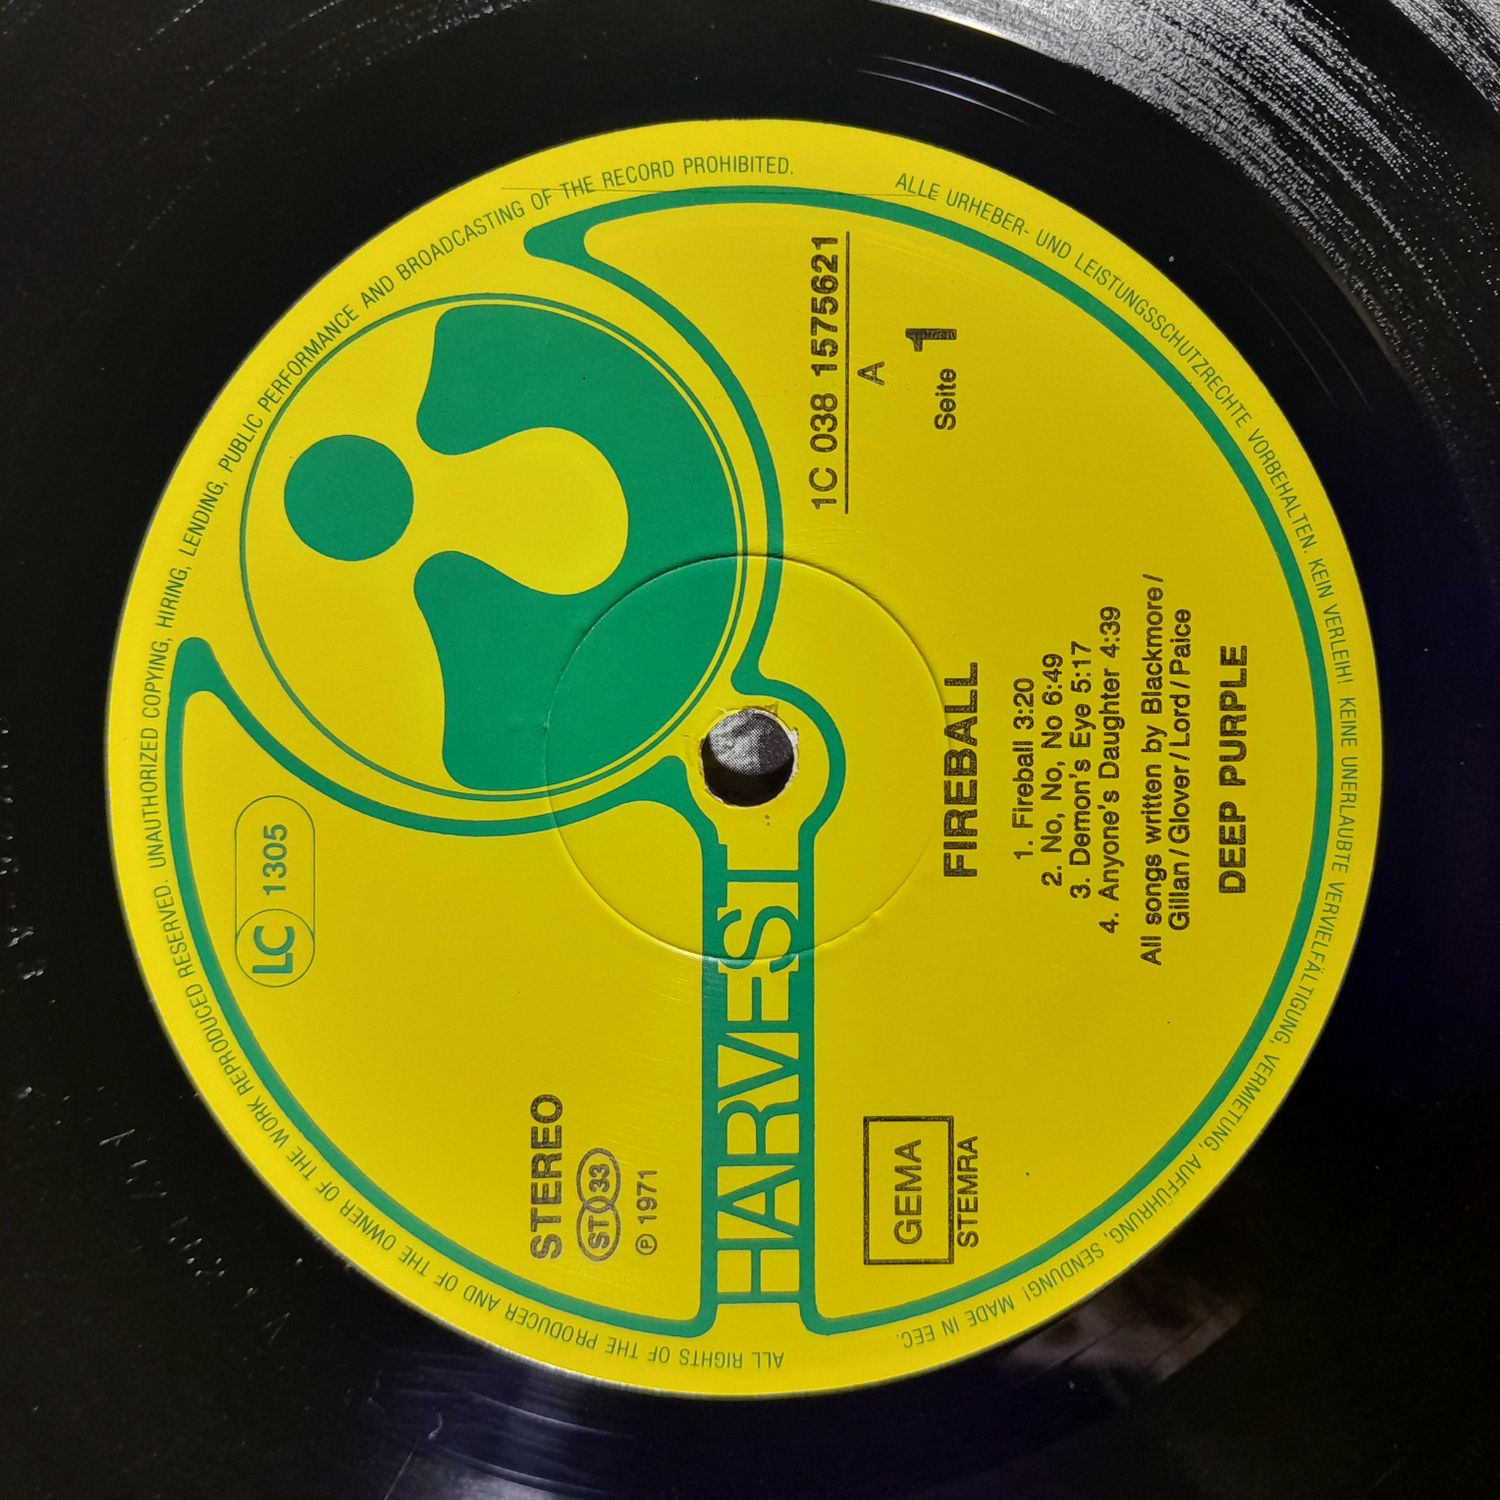 ALL RIGHTS OF THE PRODUCER AND OF THE OWNER OF THE WORK REPRODUCED RESERVED. UNAUTHORIZED COPYING, HIRING, LENDING, PUBLIC PERFORMANCE AND BROADCASTING OF THE RECORD PROHIBITED.
ALLE URHEBER- UND LEISTUNGSSCHUTZRECHTE VORBEHALTEN. KEIN VERLEIH! KEINE UNERLAUBTE VERVIELFÄLTIGUNG, VERMIETUNG, AUFFÜHRUNG, SENDUNG! MADE IN EEC.
LC 1305
STEREO
ST 33
℗ 1971
HARVEST
1C 038 1575621
A
Seite 1
GEMA
STEMRA
FIREBALL
1. Fireball 3:20
2. No, No, No 6:49
3. Demon's Eye 5:17
4. Anyone's Daughter 4:39
All songs written by Blackmore/
Gillan/Glover/Lord/Paice
DEEP PURPLE